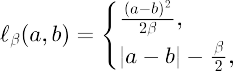 ℓ_β(a, b) = { (a−b)² / 2β,
|a − b| − β/2,